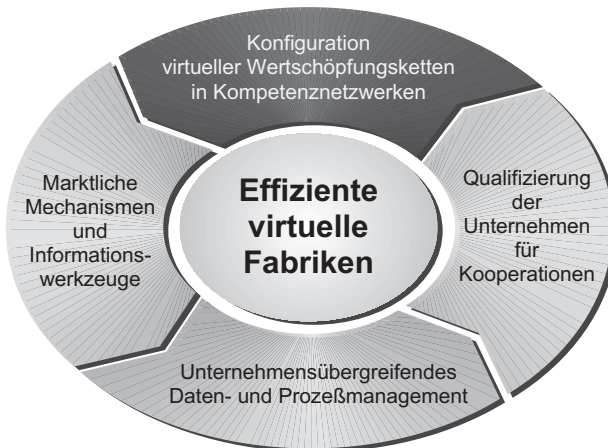 Konfiguration
virtueller Wertschöpfungsketten
in Kompetenznetzwerken
Marktliche
Mechanismen
und
Informations-
werkzeuge
Effiziente
virtuelle
Fabriken
Qualifizierung
der
Unternehmen
für
Kooperationen
Unternehmensübergreifendes
Daten- und Prozeßmanagement